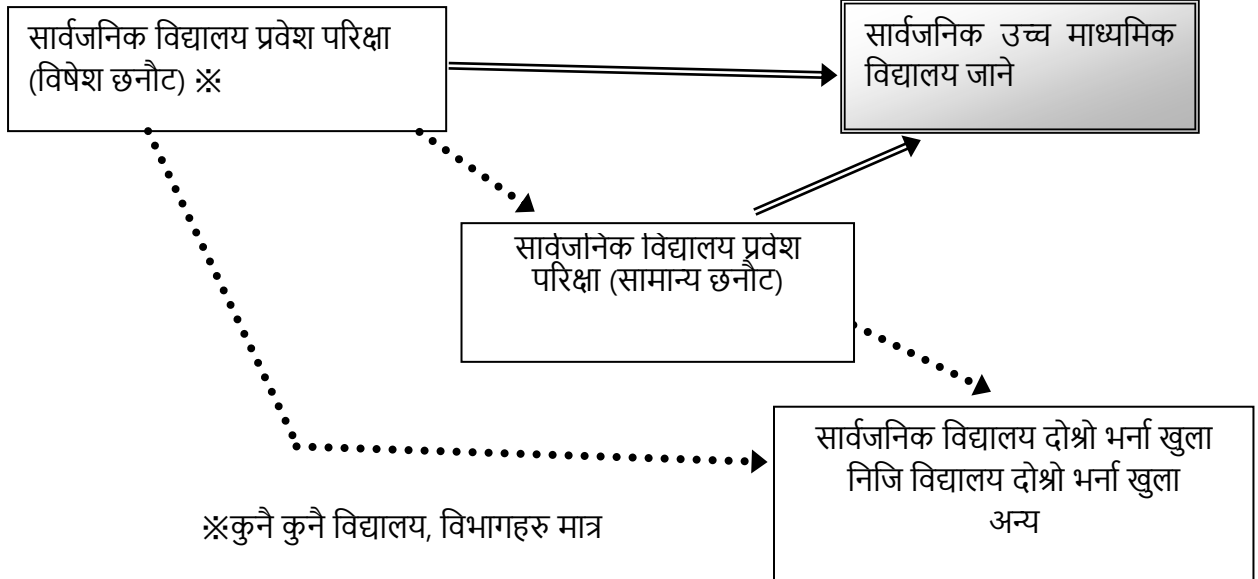 सार्वजनिक विद्यालय प्रवेश परिक्षा
(विषेश छनौट) ※
सार्वजनिक उच्च माध्यमिक
विद्यालय जाने
सार्वजनिक विद्यालय प्रवेश
परिक्षा (सामान्य छनौट)
सार्वजनिक विद्यालय दोश्रो भर्ना खुला
निजि विद्यालय दोश्रो भर्ना खुला
अन्य
※कुनै कुनै विद्यालय, विभागहरु मात्र